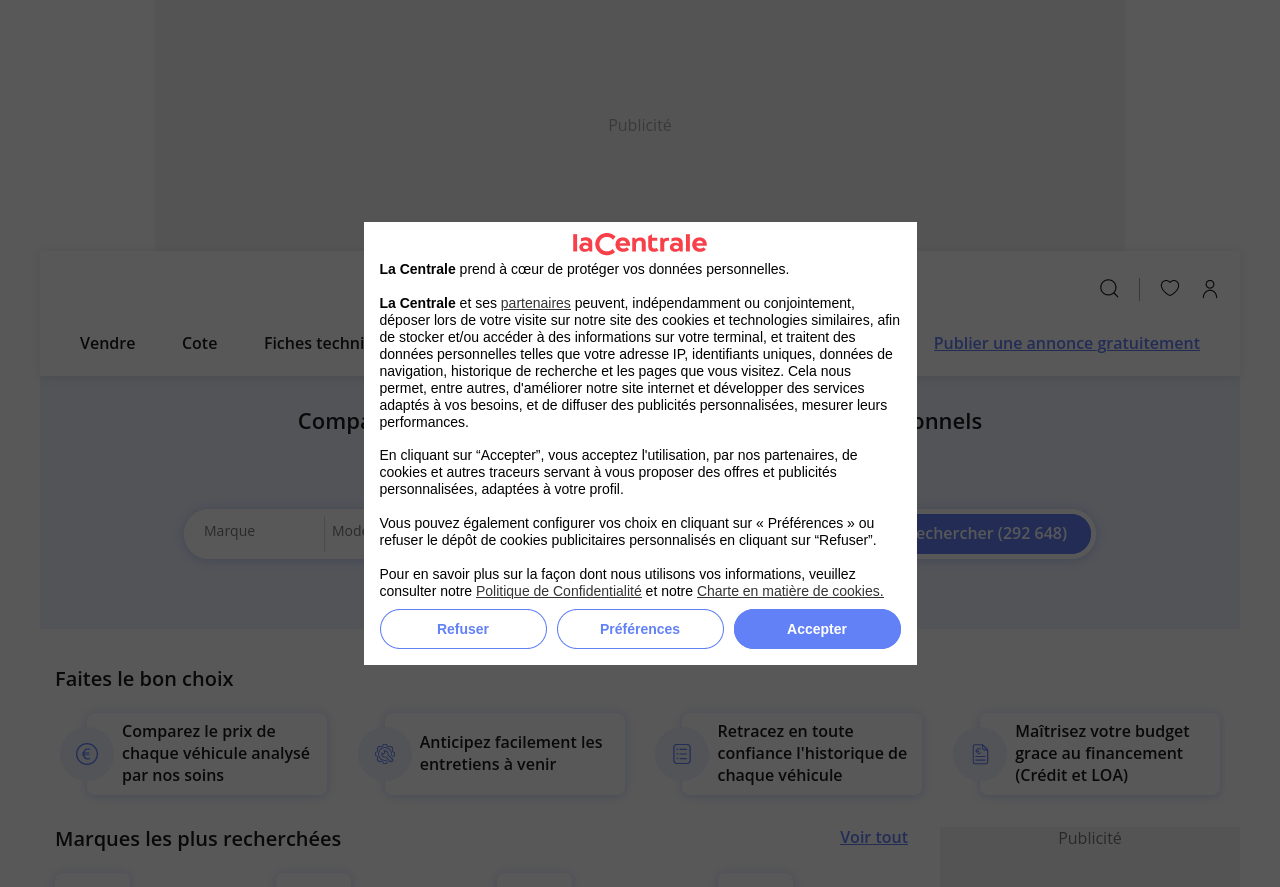 Publicité
laCentrale
La Centrale prend à cœur de protéger vos données personnelles.
La Centrale et ses partenaires peuvent, indépendamment ou conjointement,
déposer lors de votre visite sur notre site des cookies et technologies similaires, afin
de stocker et/ou accéder à des informations sur votre terminal, et traitent des
données personnelles telles que votre adresse IP, identifiants uniques, données de
navigation, historique de recherche et les pages que vous visitez. Cela nous
permet, entre autres, d'améliorer notre site internet et développer des services
adaptés à vos besoins, et de diffuser des publicités personnalisées, mesurer leurs
performances.
En cliquant sur “Accepter”, vous acceptez l'utilisation, par nos partenaires, de
cookies et autres traceurs servant à vous proposer des offres et publicités
personnalisées, adaptées à votre profil.
Vous pouvez également configurer vos choix en cliquant sur « Préférences » ou
refuser le dépôt de cookies publicitaires personnalisés en cliquant sur “Refuser”.
Pour en savoir plus sur la façon dont nous utilisons vos informations, veuillez
consulter notre Politique de Confidentialité et notre Charte en matière de cookies.
Refuser Préférences Accepter
Vendre Cote Fiches techni Publier une annonce gratuitement
Marque (292 648)
Faites le bon choix
Comparez le prix de
chaque véhicule analysé
par nos soins
Anticipez facilement les
entretiens à venir
Retracez en toute
confiance l'historique de
chaque véhicule
Maîtrisez votre budget
grace au financement
(Crédit et LOA)
Marques les plus recherchées
Voir tout
Publicité